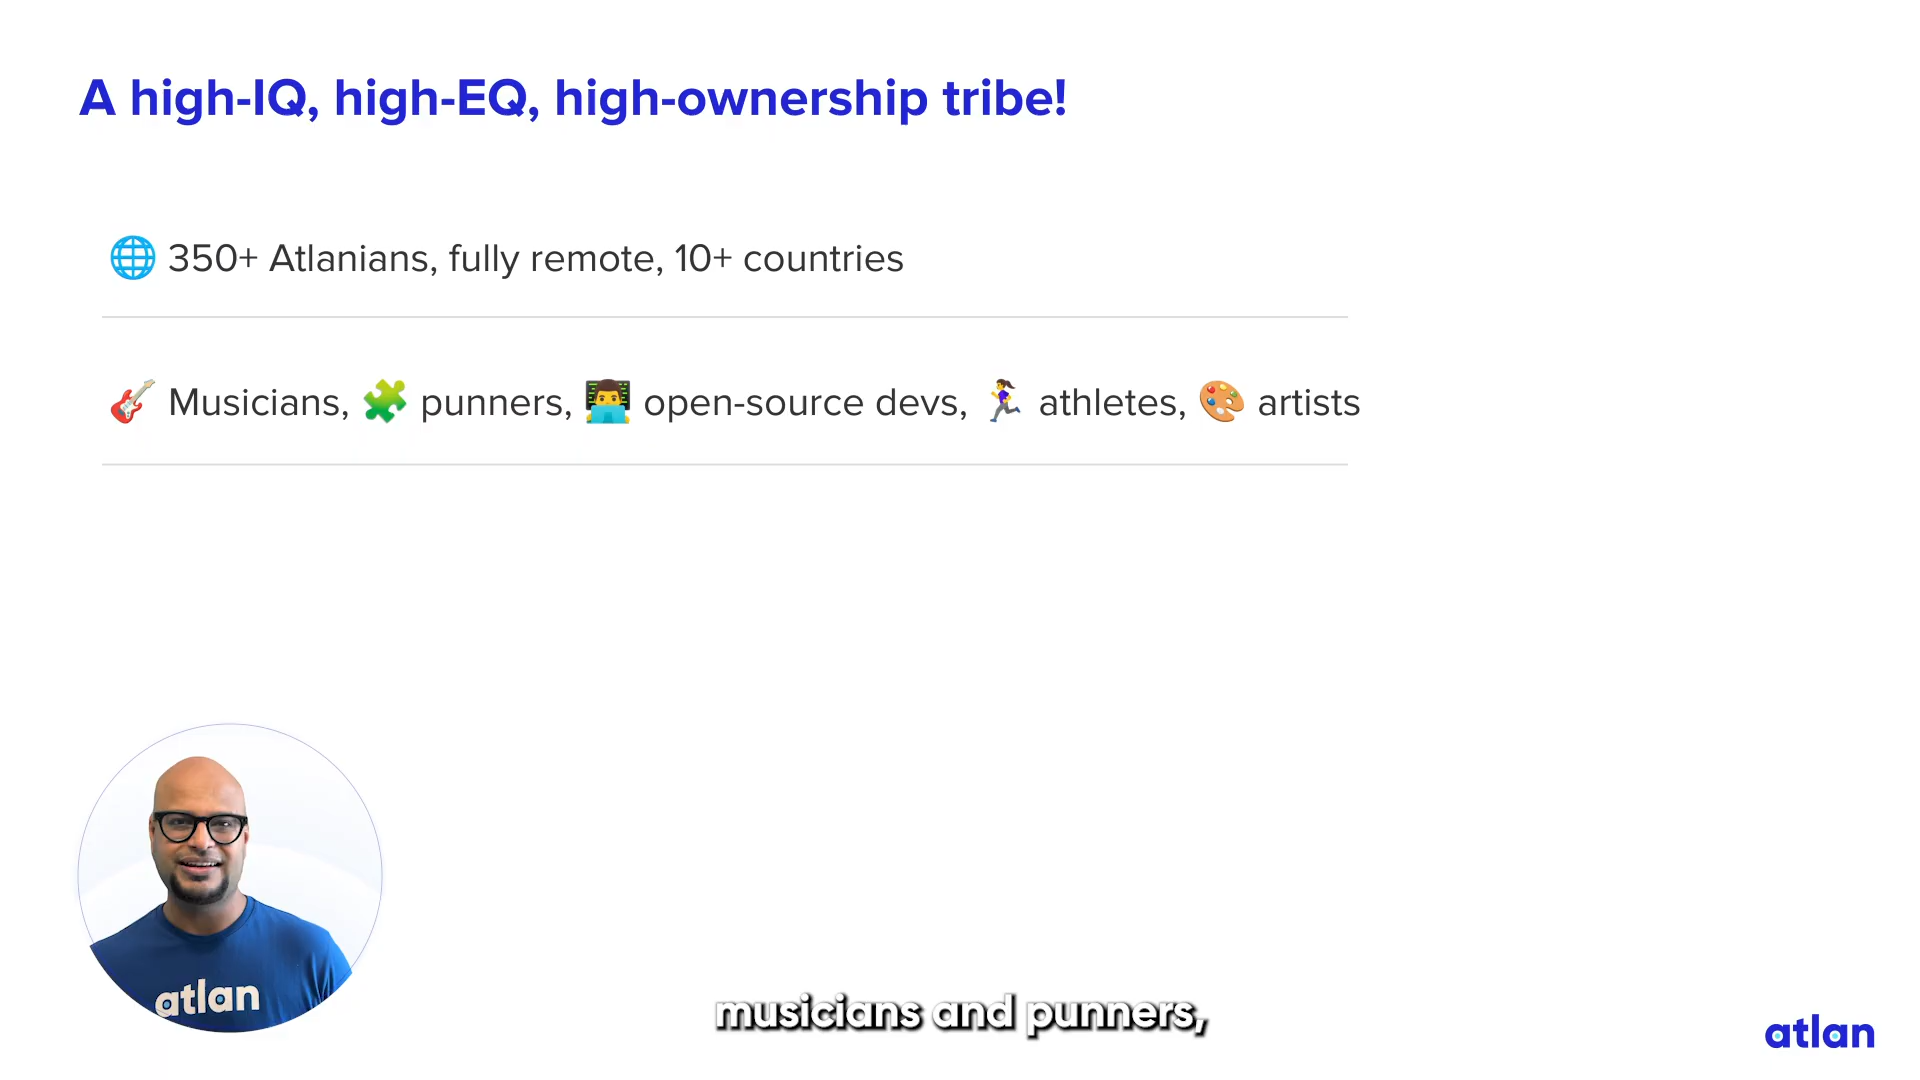 A high-IQ, high-EQ, high-ownership tribe!
🌐 350+ Atlanians, fully remote, 10+ countries
🎸 Musicians, 🧩 punners, 👨‍💻 open-source devs, 🏃‍♀️ athletes, 🎨 artists
atlan
musicians and punners,
atlan